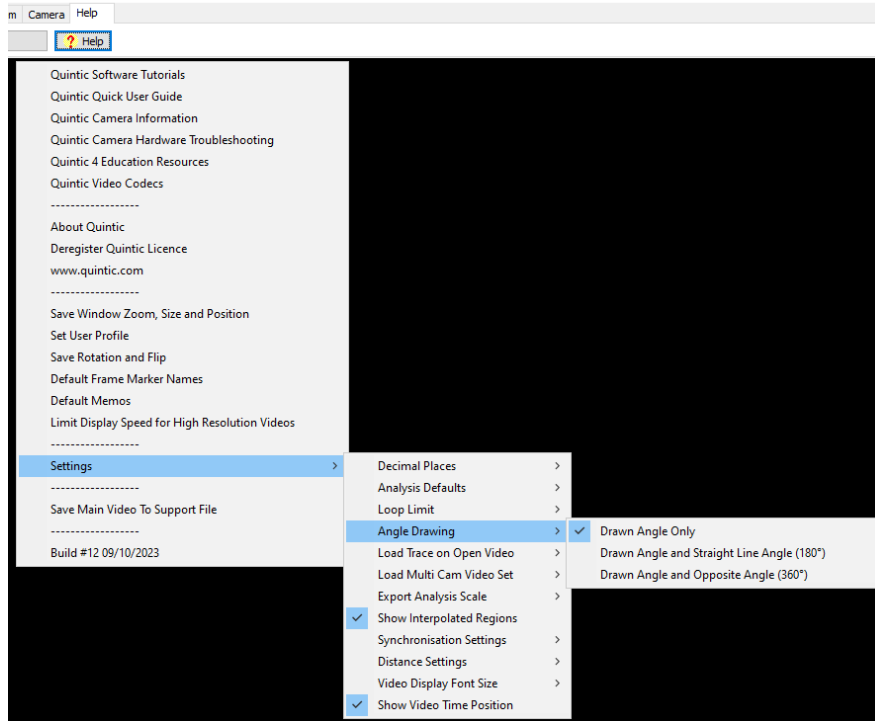 m Camera Help
? Help
Quintic Software Tutorials
Quintic Quick User Guide
Quintic Camera Information
Quintic Camera Hardware Troubleshooting
Quintic 4 Education Resources
Quintic Video Codecs
------------------
About Quintic
Deregister Quintic Licence
www.quintic.com
------------------
Save Window Zoom, Size and Position
Set User Profile
Save Rotation and Flip
Default Frame Marker Names
Default Memos
Limit Display Speed for High Resolution Videos
------------------
Settings
------------------
Save Main Video To Support File
------------------
Build #12 09/10/2023
Decimal Places
Analysis Defaults
Loop Limit
Angle Drawing
Load Trace on Open Video
Load Multi Cam Video Set
Export Analysis Scale
Show Interpolated Regions
Synchronisation Settings
Distance Settings
Video Display Font Size
Show Video Time Position
Drawn Angle Only
Drawn Angle and Straight Line Angle (180°)
Drawn Angle and Opposite Angle (360°)